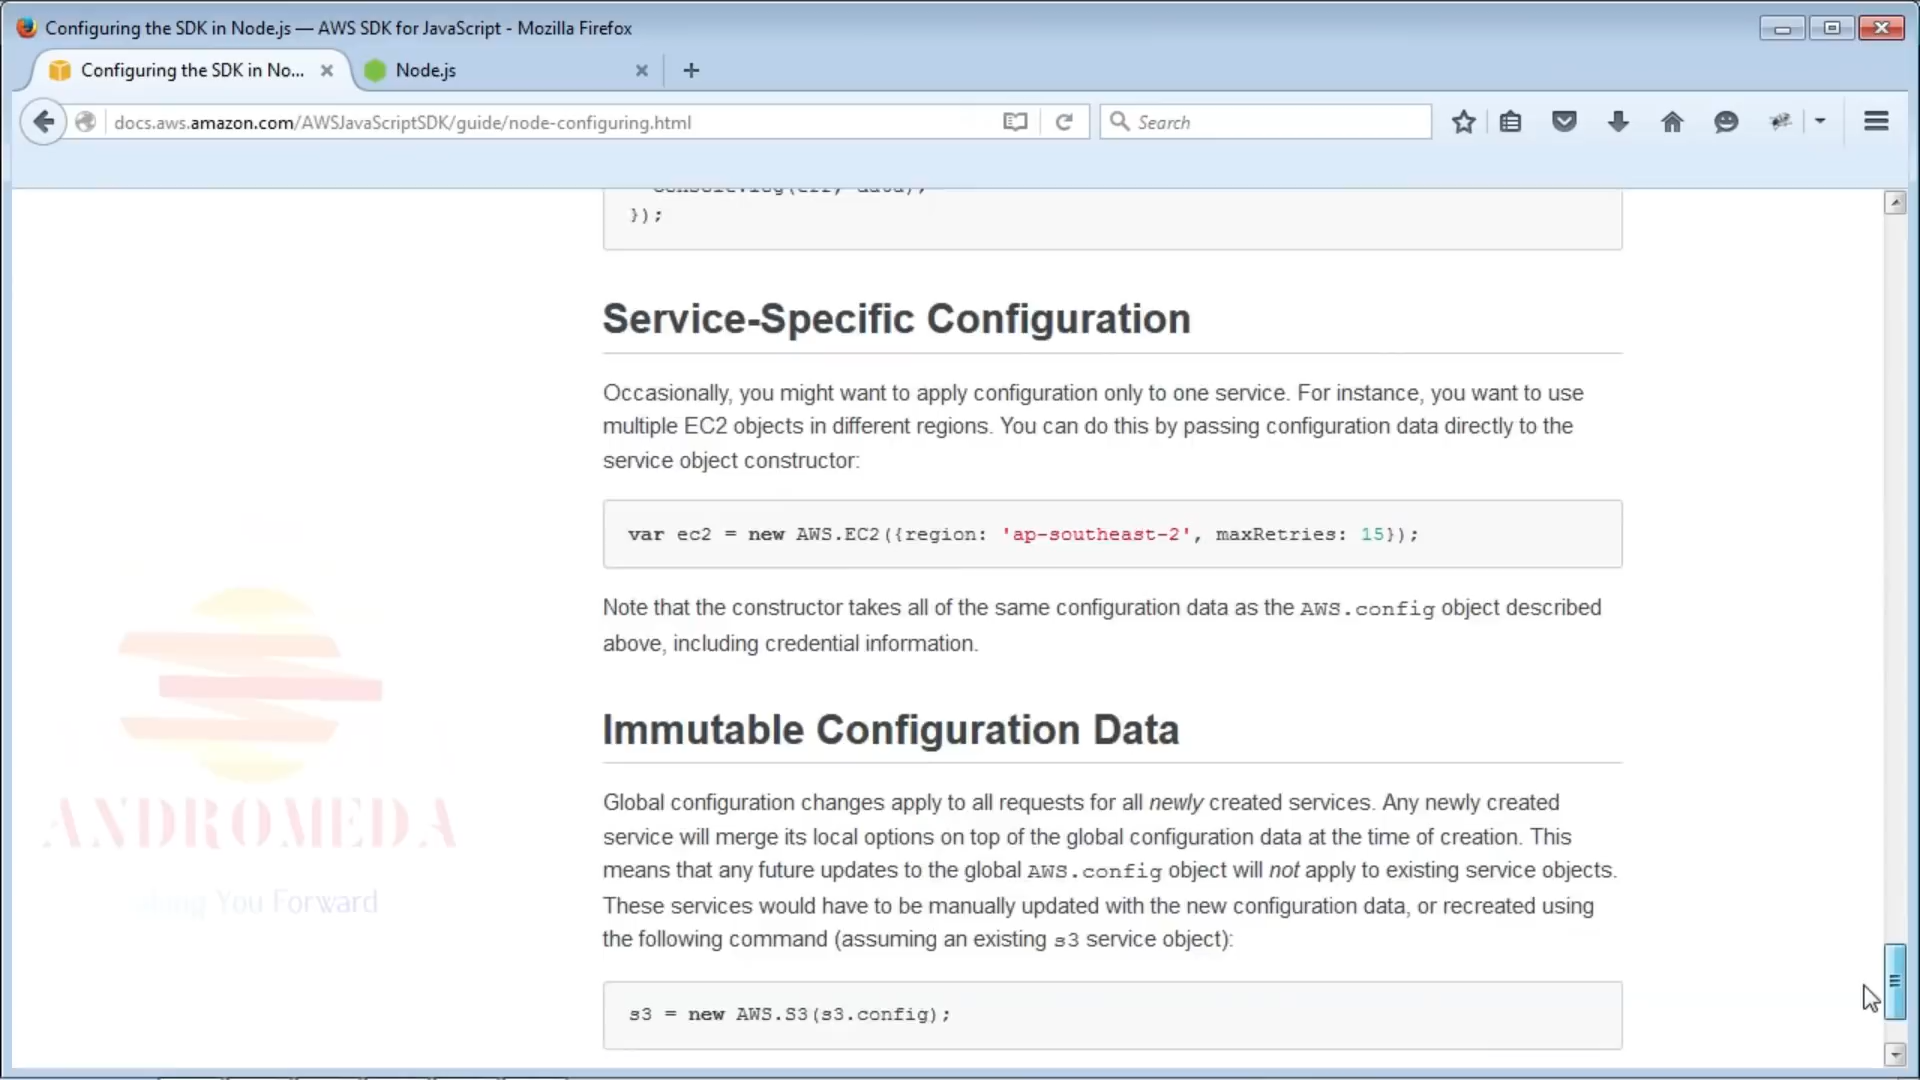 Configuring the SDK in Node.js — AWS SDK for JavaScript - Mozilla Firefox
Configuring the SDK in No...
Node.js
docs.aws.amazon.com/AWSJavaScriptSDK/guide/node-configuring.html
Search
});
Service-Specific Configuration
Occasionally, you might want to apply configuration only to one service. For instance, you want to use
multiple EC2 objects in different regions. You can do this by passing configuration data directly to the
service object constructor:
var ec2 = new AWS.EC2({region: 'ap-southeast-2', maxRetries: 15});
Note that the constructor takes all of the same configuration data as the AWS.config object described
above, including credential information.
Immutable Configuration Data
Global configuration changes apply to all requests for all newly created services. Any newly created
service will merge its local options on top of the global configuration data at the time of creation. This
means that any future updates to the global AWS.config object will not apply to existing service objects.
These services would have to be manually updated with the new configuration data, or recreated using
the following command (assuming an existing s3 service object):
s3 = new AWS.S3(s3.config);
ANDROMEDA
You Forward